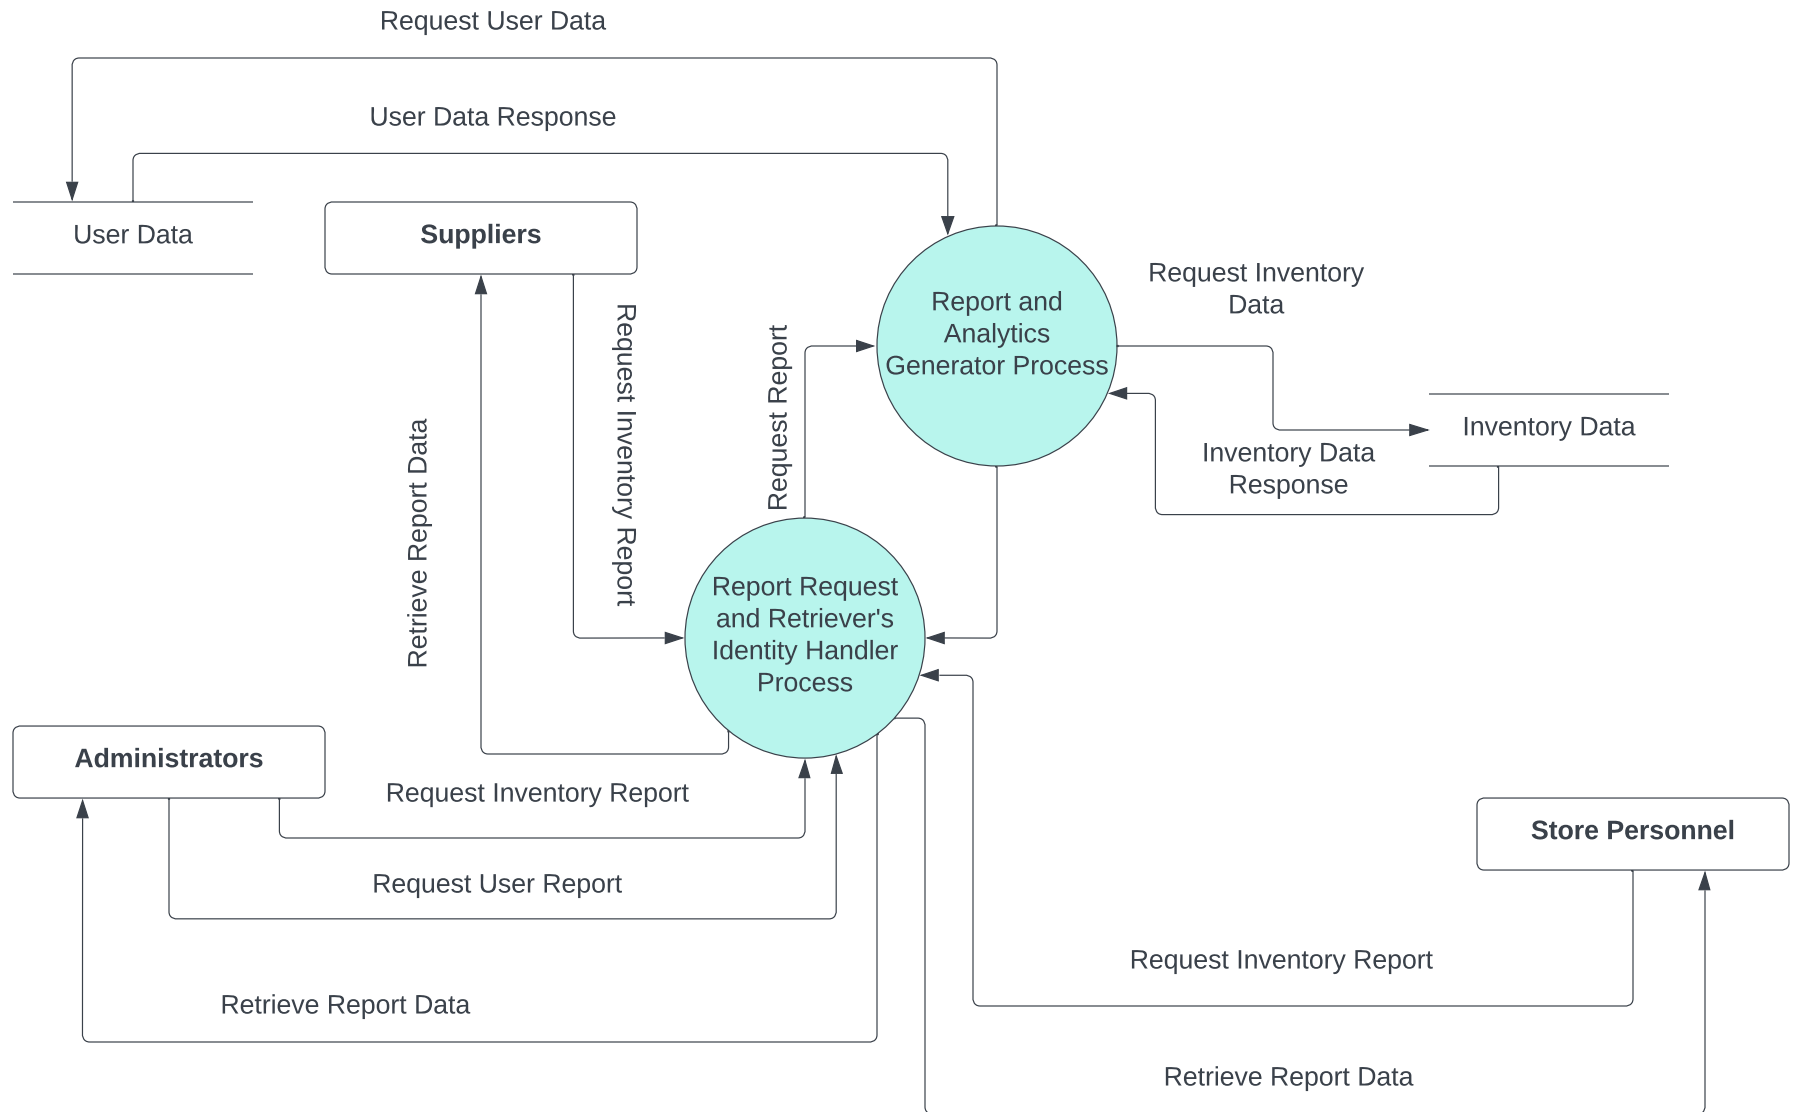 Request User Data
User Data Response
User Data
Suppliers
Report and
Analytics
Generator Process
Request Inventory
Data
Inventory Data
Inventory Data
Response
Request Report
Request Inventory Report
Retrieve Report Data
Report Request
and Retriever's
Identity Handler
Process
Administrators
Request Inventory Report
Request User Report
Retrieve Report Data
Store Personnel
Request Inventory Report
Retrieve Report Data